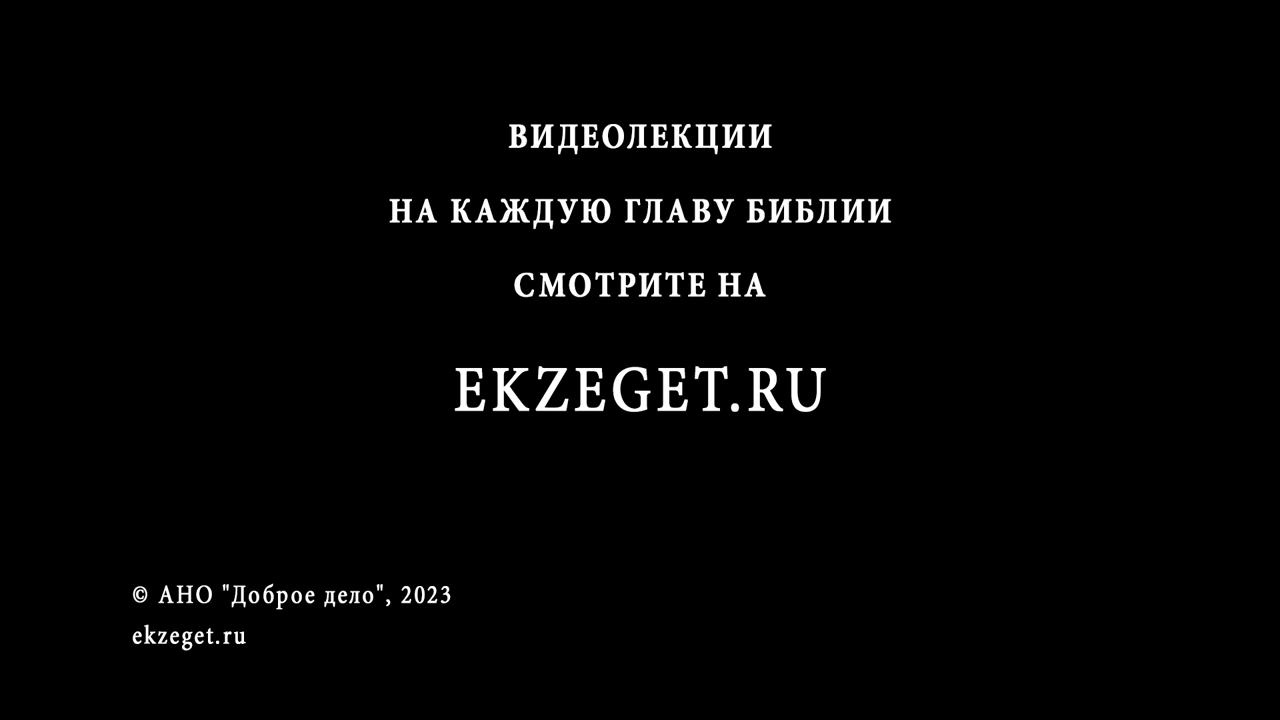 ВИДЕОЛЕКЦИИ
НА КАЖДУЮ ГЛАВУ БИБЛИИ
СМОТРИТЕ НА
EKZEGET.RU
© АНО "Доброе дело", 2023
ekzeget.ru